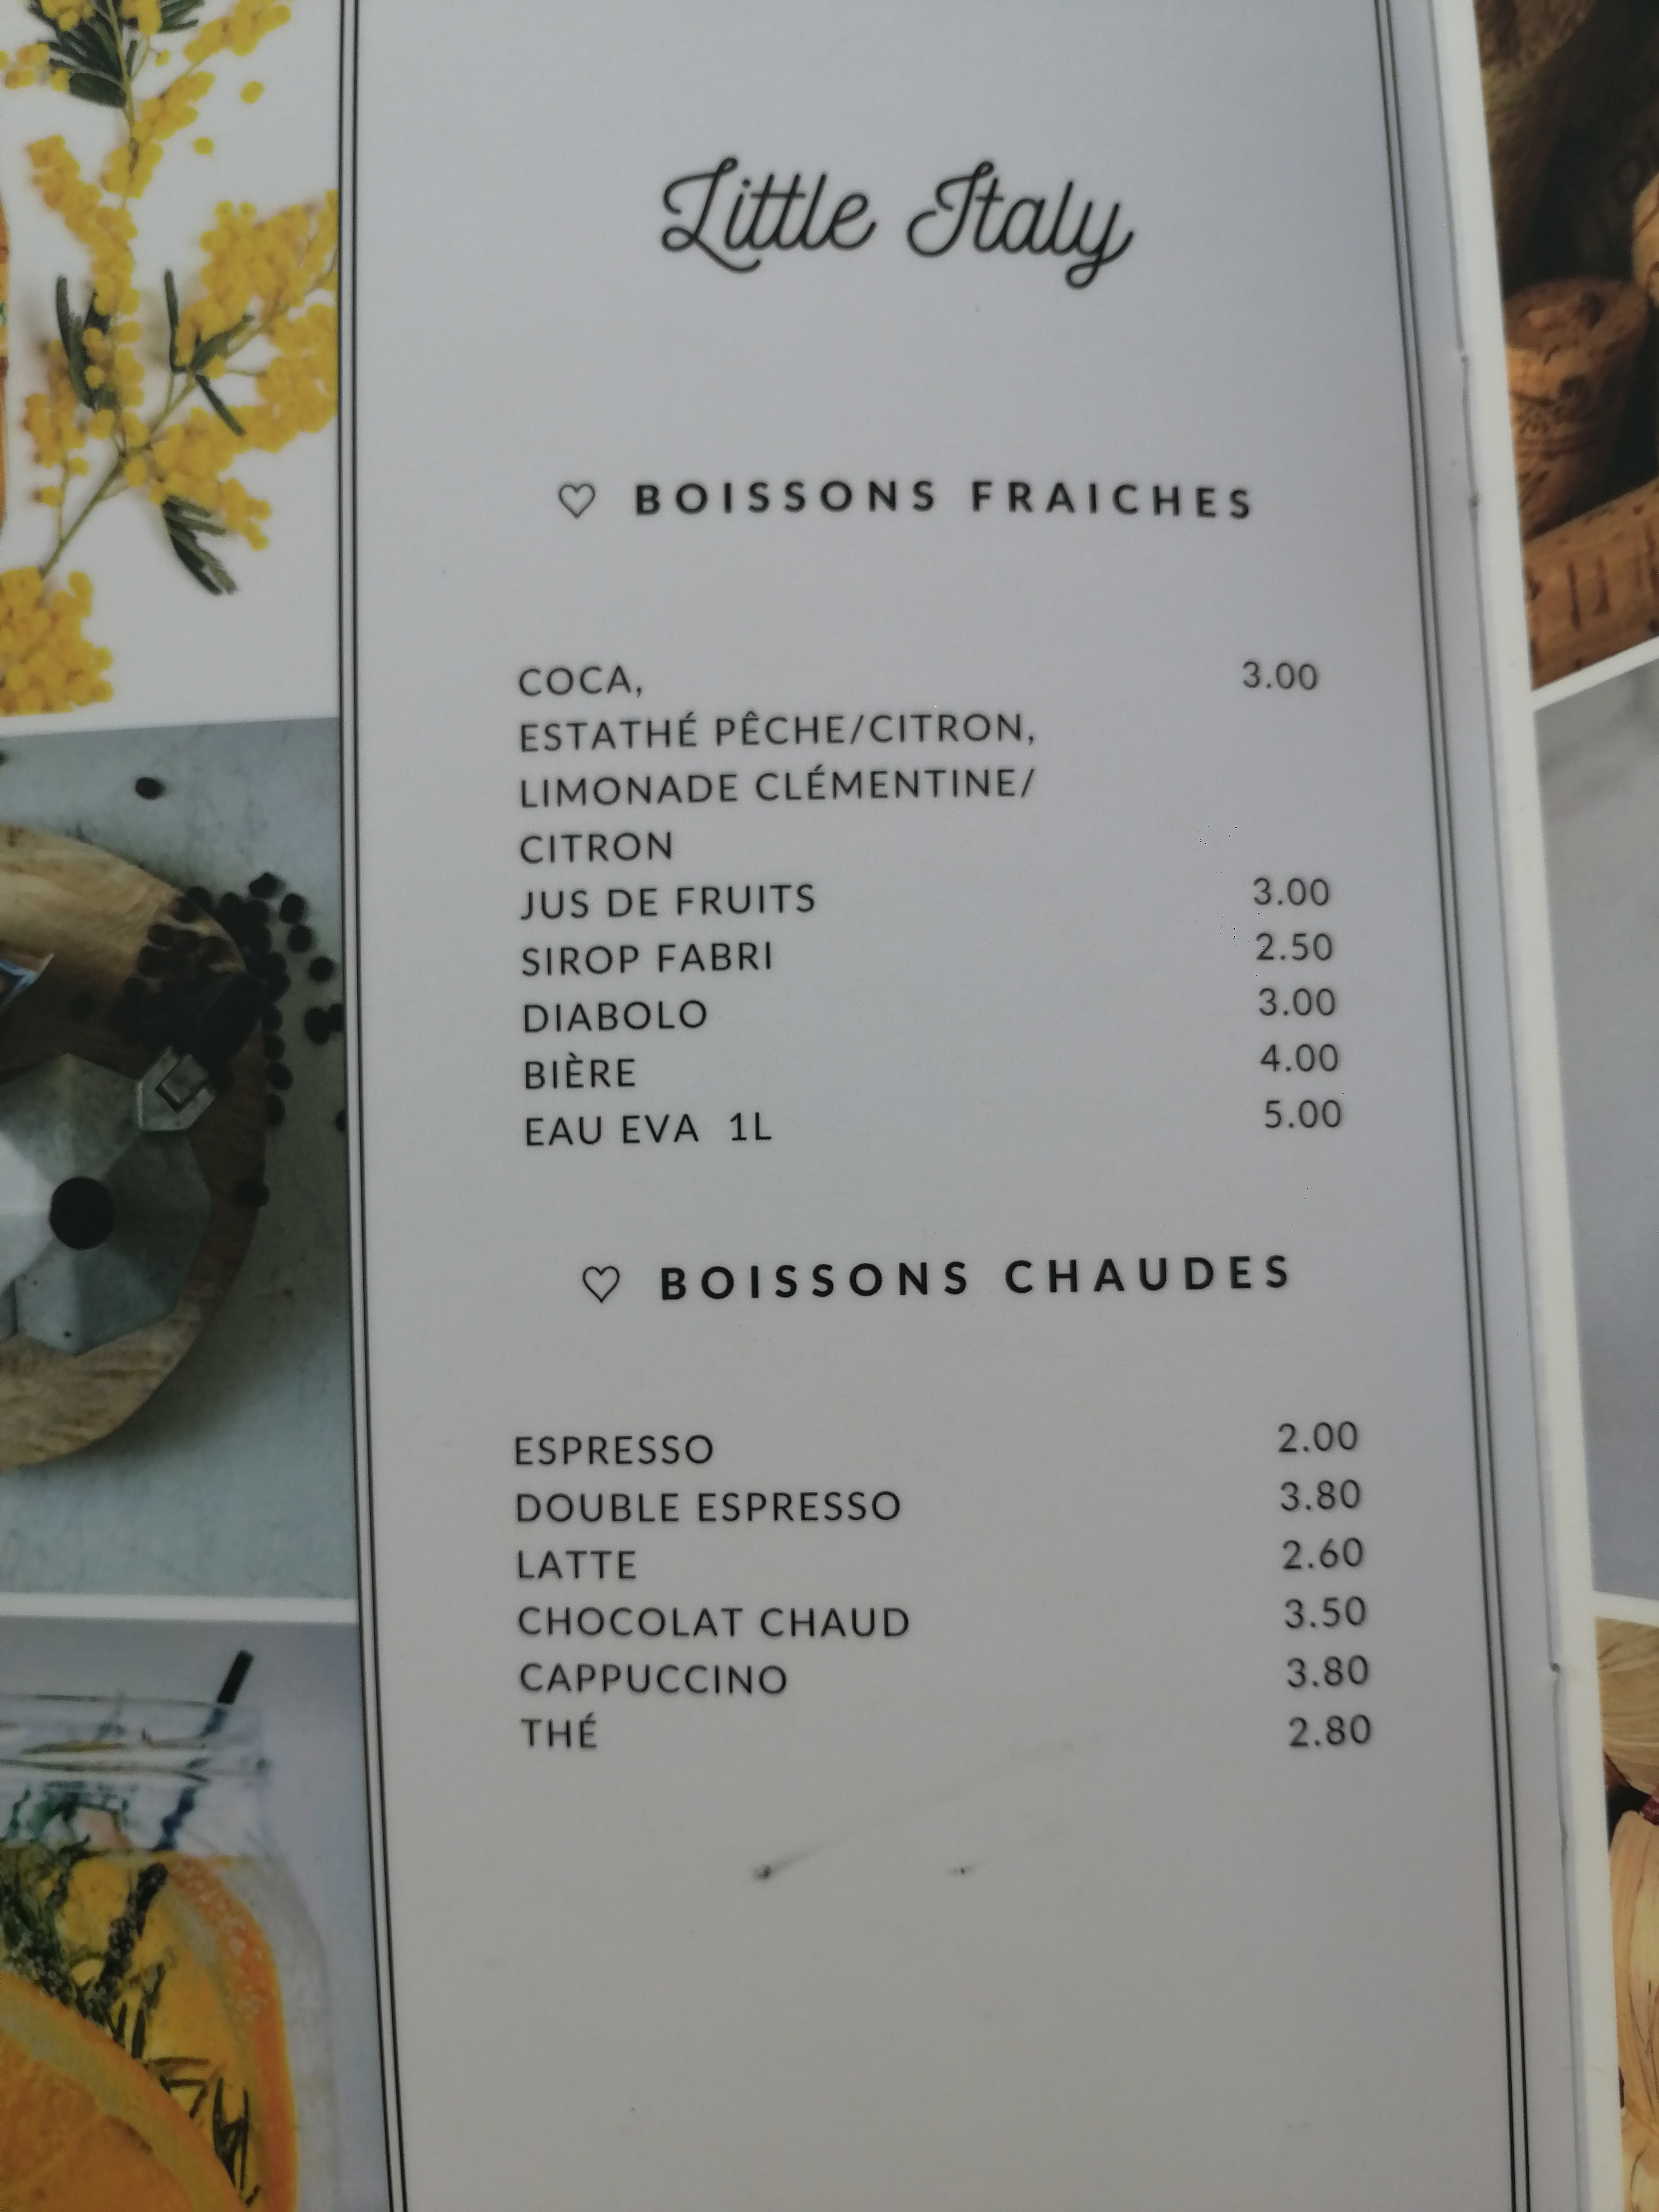 Little Italy
♡ BOISSONS FRAICHES
COCA, 3.00
ESTATHÉ PÊCHE/CITRON,
LIMONADE CLÉMENTINE/
CITRON
JUS DE FRUITS 3.00
SIROP FABRI 2.50
DIABOLO 3.00
BIÈRE 4.00
EAU EVA 1L 5.00
♡ BOISSONS CHAUDES
ESPRESSO 2.00
DOUBLE ESPRESSO 3.80
LATTE 2.60
CHOCOLAT CHAUD 3.50
CAPPUCCINO 3.80
THÉ 2.80